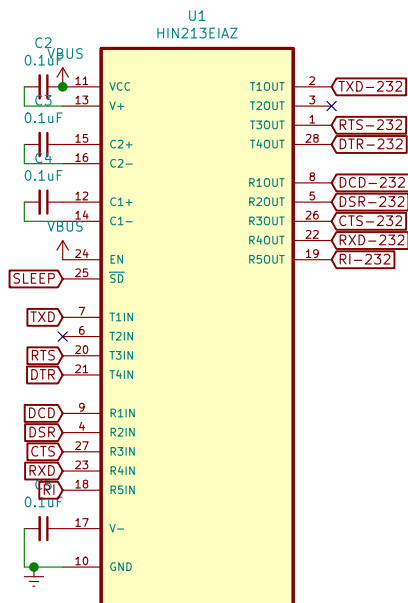 U1
HIN213EIAZ
C2
0.1uF
VBUS
11 VCC
13 V+
C3
0.1uF
15 C2+
16 C2-
C4
0.1uF
12 C1+
14 C1-
VBUS
24 EN
SLEEP 25 SD
TXD 7 T1IN
6 T2IN
RTS 20 T3IN
DTR 21 T4IN
DCD 9 R1IN
DSR 4 R2IN
CTS 27 R3IN
RXD 23 R4IN
RI 18 R5IN
0.1uF
17 V-
10 GND
T1OUT 2 TXD-232
T2OUT 3
T3OUT 1 RTS-232
T4OUT 28 DTR-232
R1OUT 8 DCD-232
R2OUT 5 DSR-232
R3OUT 26 CTS-232
R4OUT 22 RXD-232
R5OUT 19 RI-232